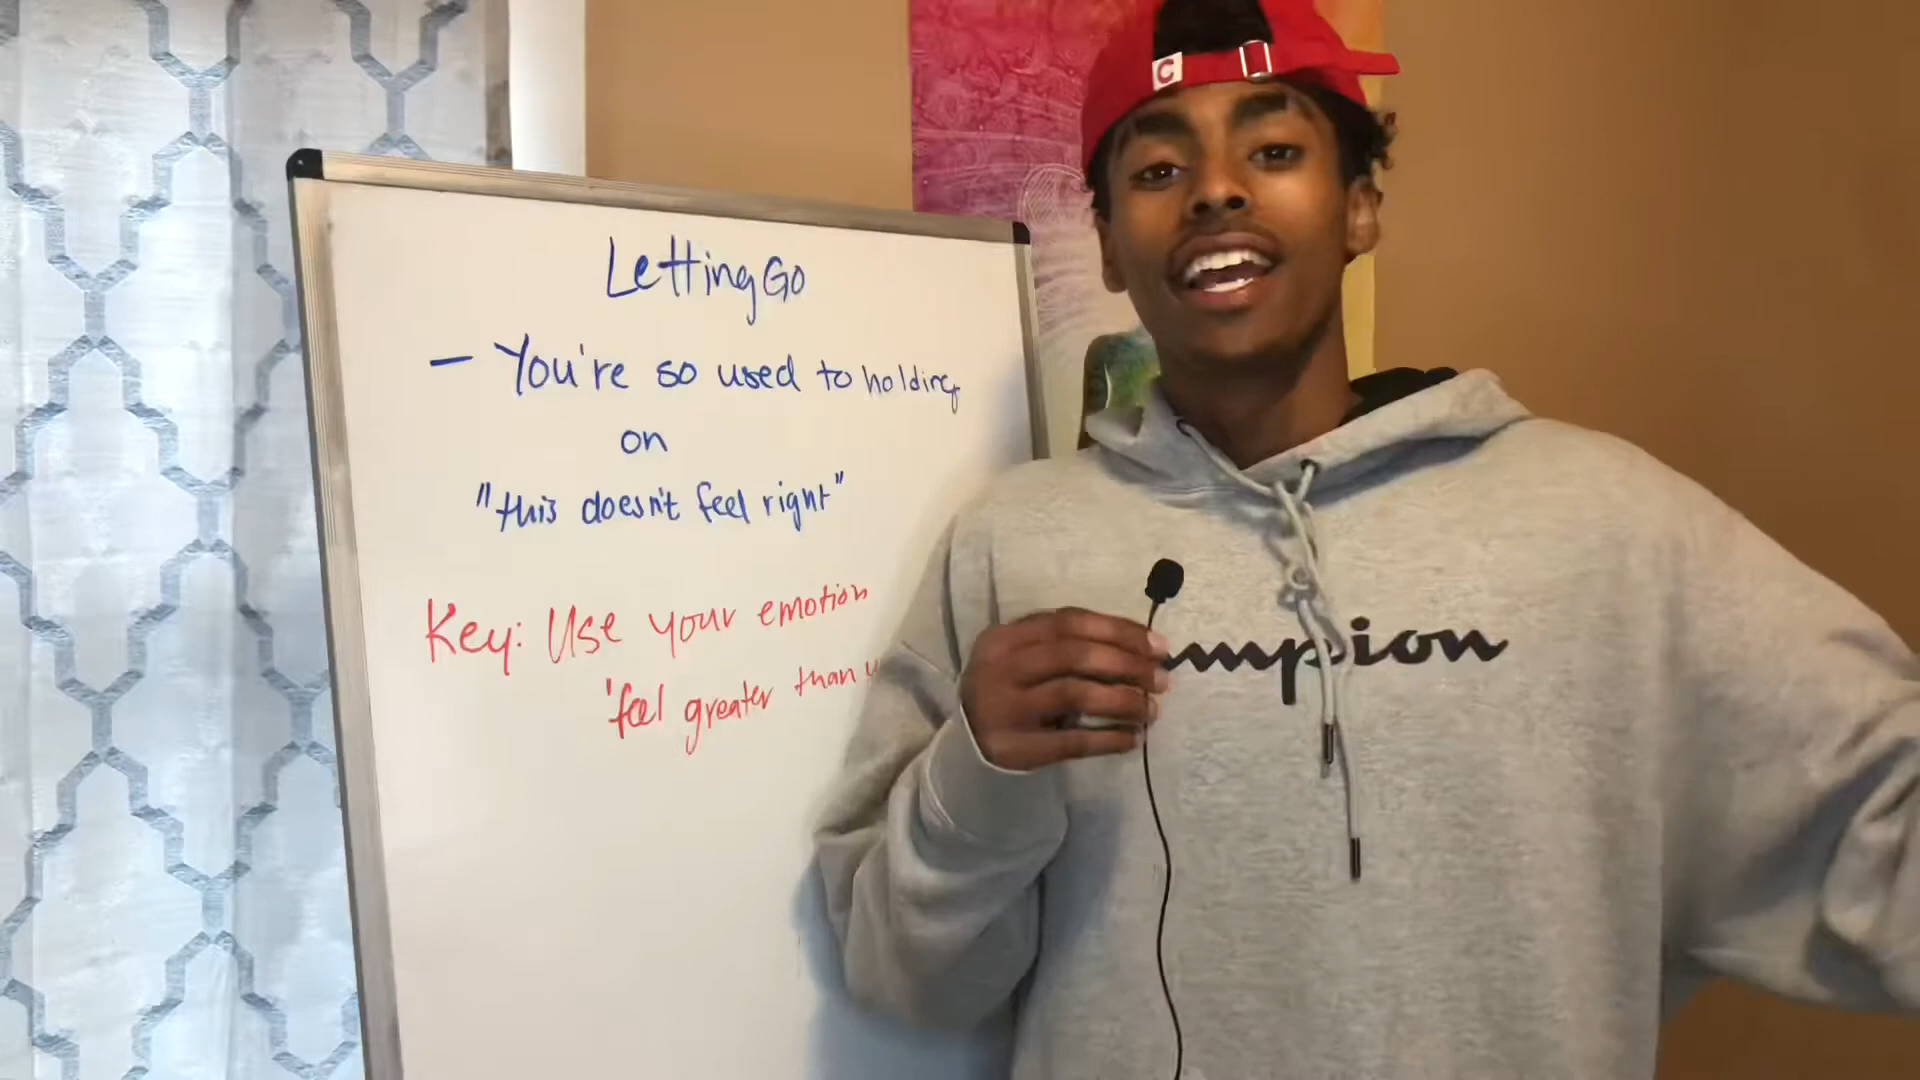 C
Letting Go
- You're so used to holding
on
"this doesn't feel right"
Key: Use your emotion
'feel greater than
mpion